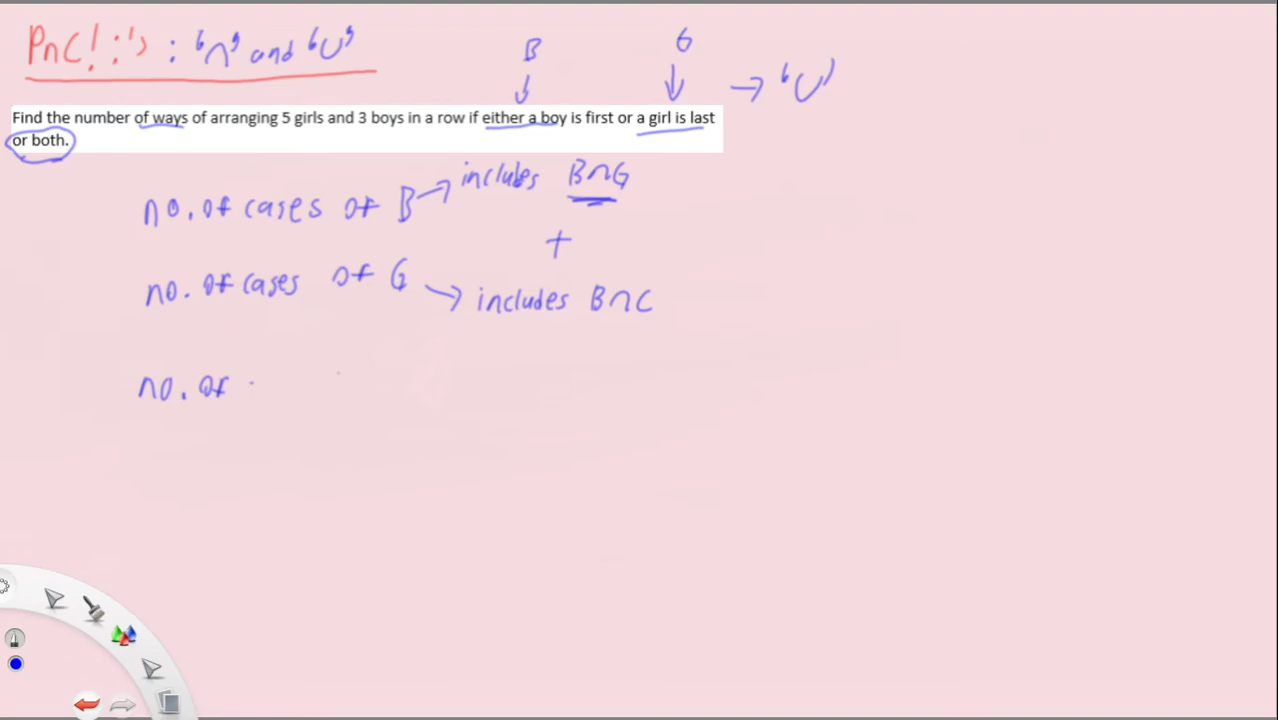 PnC! : '∩' and '∪'
B G
→ '∪'
Find the number of ways of arranging 5 girls and 3 boys in a row if either a boy is first or a girl is last
or both.
no. of cases of B → includes B∩G
+
no. of cases of G → includes B∩C
no. of